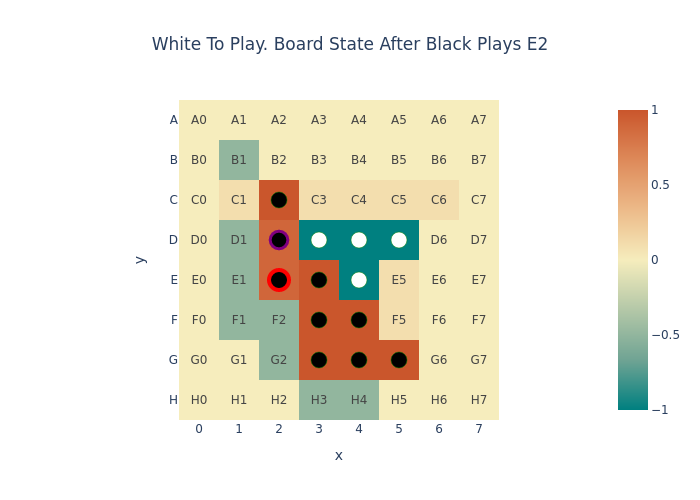 White To Play. Board State After Black Plays E2
A A0 A1 A2 A3 A4 A5 A6 A7
B B0 B1 B2 B3 B4 B5 B6 B7
C C0 C1 C3 C4 C5 C6 C7
D D0 D1 D6 D7
E E0 E1 E5 E6 E7
F F0 F1 F2 F5 F6 F7
G G0 G1 G2 G6 G7
H H0 H1 H2 H3 H4 H5 H6 H7
0 1 2 3 4 5 6 7
x
y
1
0.5
0
−0.5
−1